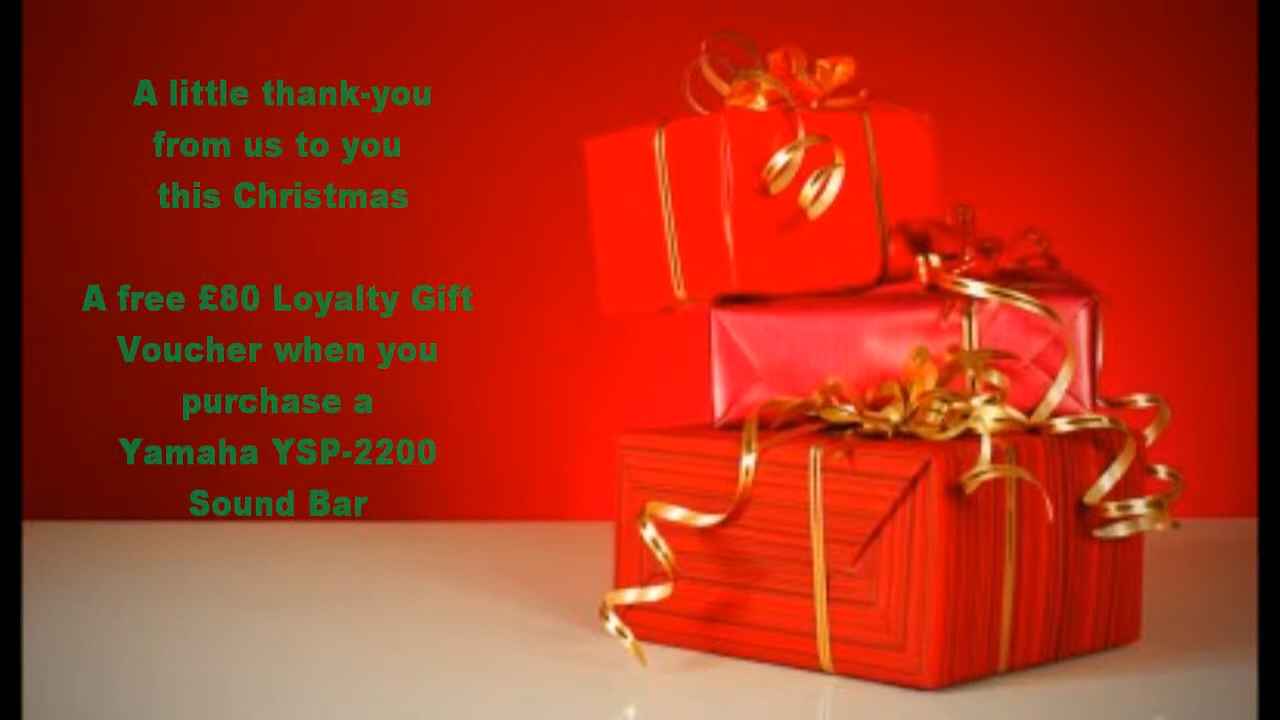 A little thank-you
from us to you
this Christmas
A free £80 Loyalty Gift
Voucher when you
purchase a
Yamaha YSP-2200
Sound Bar